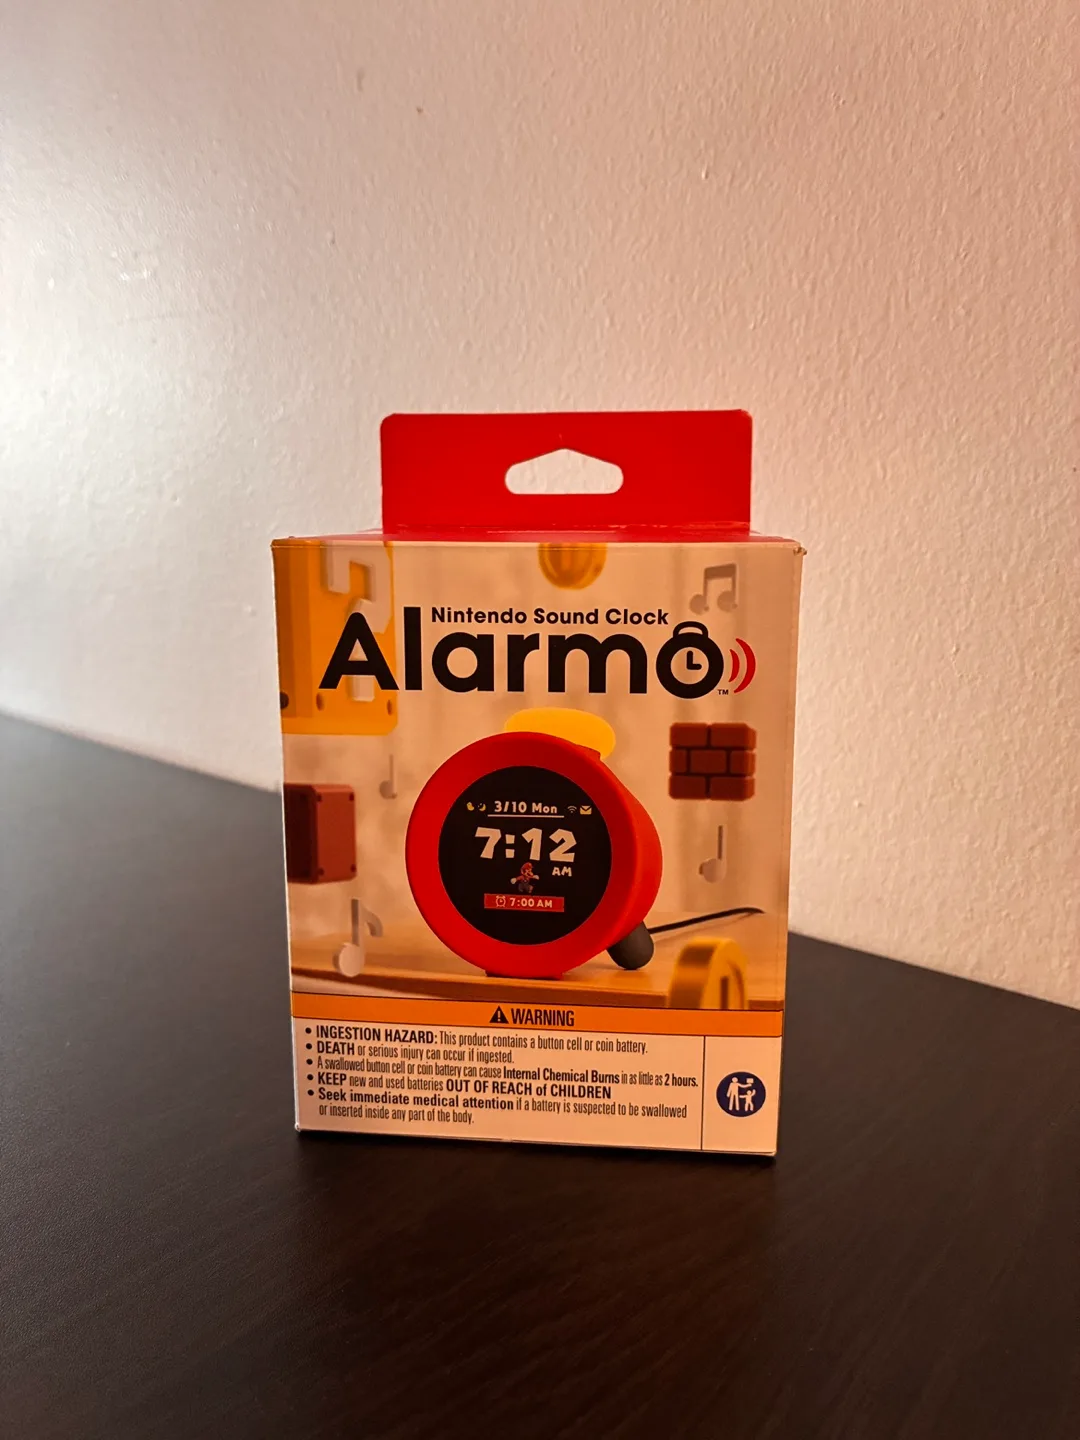 Nintendo Sound Clock
Alarmo
™
3/10 Mon
7:12
AM
7:00 AM
WARNING
• INGESTION HAZARD: This product contains a button cell or coin battery.
• DEATH or serious injury can occur if ingested.
• A swallowed button cell or coin battery can cause Internal Chemical Burns in as little as 2 hours.
• KEEP new and used batteries OUT OF REACH of CHILDREN
• Seek immediate medical attention if a battery is suspected to be swallowed
or inserted inside any part of the body.